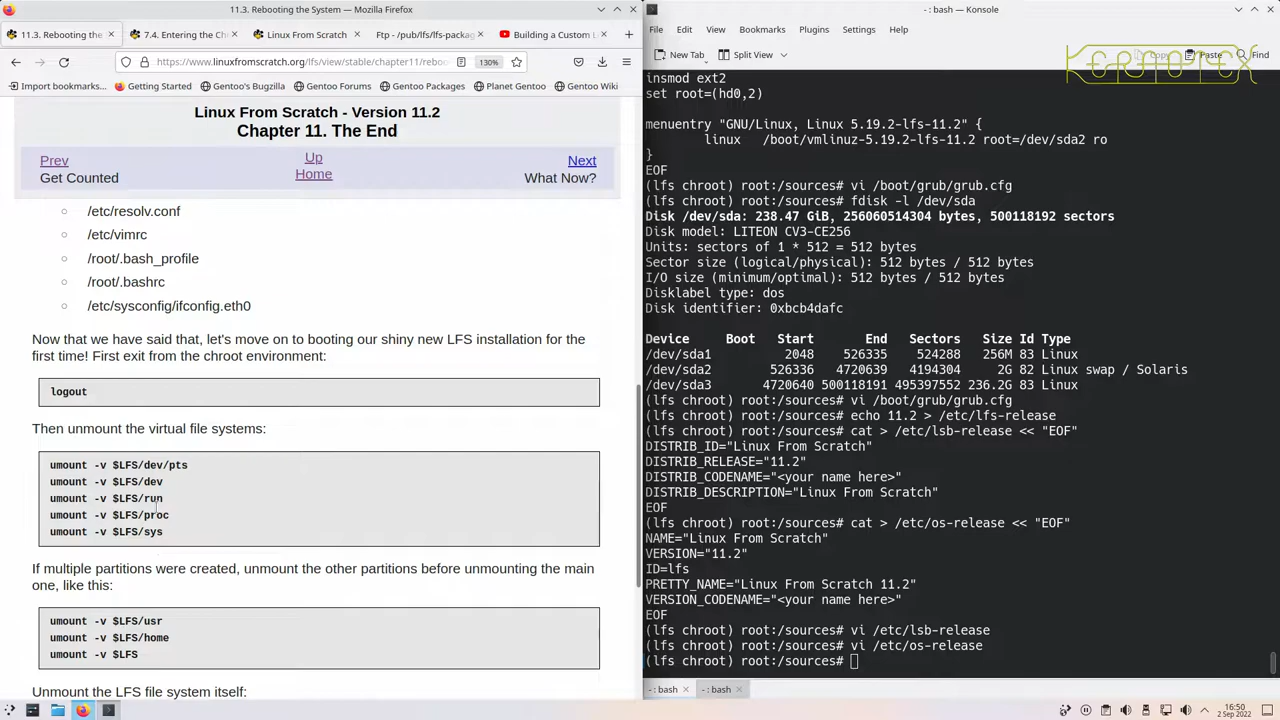 11.3. Rebooting the System — Mozilla Firefox
11.3. Rebooting the
7.4. Entering the Ch
Linux From Scratch
Ftp - /pub/lfs/lfs-packag
Building a Custom L
https://www.linuxfromscratch.org/lfs/view/stable/chapter11/reboo
130%
Import bookmarks...
Getting Started
Gentoo's Bugzilla
Gentoo Forums
Gentoo Packages
Planet Gentoo
Gentoo Wiki
Linux From Scratch - Version 11.2
Chapter 11. The End
Prev
Up
Next
Get Counted
Home
What Now?
/etc/resolv.conf
/etc/vimrc
/root/.bash_profile
/root/.bashrc
/etc/sysconfig/ifconfig.eth0
Now that we have said that, let's move on to booting our shiny new LFS installation for the
first time! First exit from the chroot environment:
logout
Then unmount the virtual file systems:
umount -v $LFS/dev/pts
umount -v $LFS/dev
umount -v $LFS/run
umount -v $LFS/proc
umount -v $LFS/sys
If multiple partitions were created, unmount the other partitions before unmounting the main
one, like this:
umount -v $LFS/usr
umount -v $LFS/home
umount -v $LFS
Unmount the LFS file system itself:
- : bash — Konsole
File Edit View Bookmarks Plugins Settings Help
New Tab
Split View
Copy
Paste
Find
KERNOTEX
insmod ext2
set root=(hd0,2)
menuentry "GNU/Linux, Linux 5.19.2-lfs-11.2" {
linux /boot/vmlinuz-5.19.2-lfs-11.2 root=/dev/sda2 ro
}
EOF
(lfs chroot) root:/sources# vi /boot/grub/grub.cfg
(lfs chroot) root:/sources# fdisk -l /dev/sda
Disk /dev/sda: 238.47 GiB, 256060514304 bytes, 500118192 sectors
Disk model: LITEON CV3-CE256
Units: sectors of 1 * 512 = 512 bytes
Sector size (logical/physical): 512 bytes / 512 bytes
I/O size (minimum/optimal): 512 bytes / 512 bytes
Disklabel type: dos
Disk identifier: 0xbcb4dafc
Device Boot Start End Sectors Size Id Type
/dev/sda1 2048 526335 524288 256M 83 Linux
/dev/sda2 526336 4720639 4194304 2G 82 Linux swap / Solaris
/dev/sda3 4720640 500118191 495397552 236.2G 83 Linux
(lfs chroot) root:/sources# vi /boot/grub/grub.cfg
(lfs chroot) root:/sources# echo 11.2 > /etc/lfs-release
(lfs chroot) root:/sources# cat > /etc/lsb-release << "EOF"
DISTRIB_ID="Linux From Scratch"
DISTRIB_RELEASE="11.2"
DISTRIB_CODENAME="<your name here>"
DISTRIB_DESCRIPTION="Linux From Scratch"
EOF
(lfs chroot) root:/sources# cat > /etc/os-release << "EOF"
NAME="Linux From Scratch"
VERSION="11.2"
ID=lfs
PRETTY_NAME="Linux From Scratch 11.2"
VERSION_CODENAME="<your name here>"
EOF
(lfs chroot) root:/sources# vi /etc/lsb-release
(lfs chroot) root:/sources# vi /etc/os-release
(lfs chroot) root:/sources#
- : bash
- : bash
16:50
2 Sep 2022